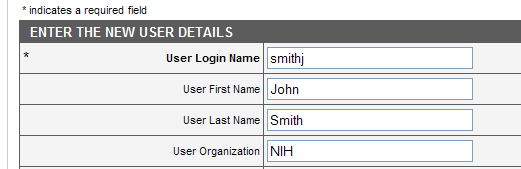 * indicates a required field
ENTER THE NEW USER DETAILS
* User Login Name smithj
User First Name John
User Last Name Smith
User Organization NIH